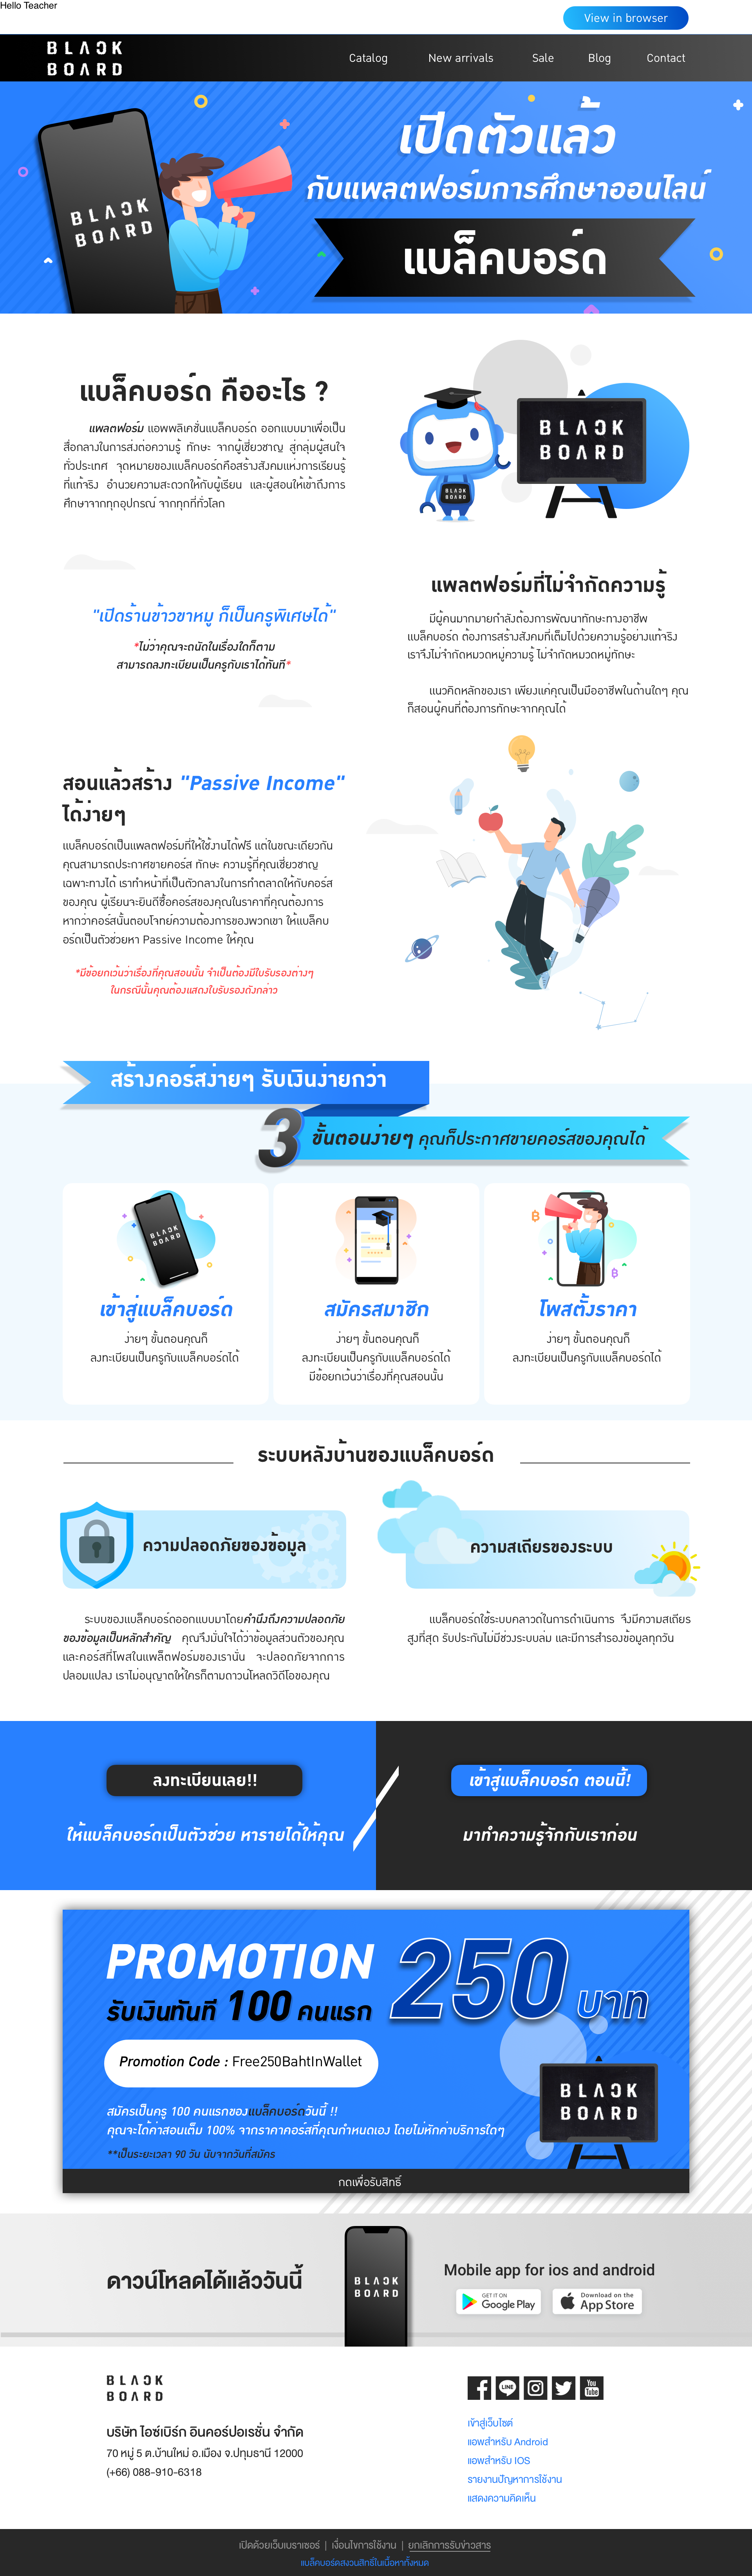 Hello Teacher
View in browser
BLACK
BOARD
Catalog
New arrivals
Sale
Blog
Contact
เปิดตัวแล้ว
กับแพลตฟอร์มการศึกษาออนไลน์
BLACK
BOARD
แบล็คบอร์ด
แบล็คบอร์ด คืออะไร ?
แพลตฟอร์ม แอพพลิเคชั่นแบล็คบอร์ด ออกแบบมาเพื่อเป็น
สื่อกลางในการส่งต่อความรู้ ทักษะ จากผู้เชี่ยวชาญ สู่กลุ่มผู้สนใจ
ทั่วประเทศ จุดหมายของแบล็คบอร์ดคือสร้างสังคมแห่งการเรียนรู้
ที่แท้จริง อำนวยความสะดวกให้กับผู้เรียน และผู้สอนให้เข้าถึงการ
ศึกษาจากทุกอุปกรณ์ จากทุกที่ทั่วโลก
BLACK
BOARD
BLACK
BOARD
แพลตฟอร์มที่ไม่จำกัดความรู้
"เปิดร้านข้าวขาหมู ก็เป็นครูพิเศษได้"
*ไม่ว่าคุณจะถนัดในเรื่องใดก็ตาม
สามารถลงทะเบียนเป็นครูกับเราได้ทันที*
มีผู้คนมากมายกำลังต้องการพัฒนาทักษะทางอาชีพ
แบล็คบอร์ด ต้องการสร้างสังคมที่เต็มไปด้วยความรู้อย่างแท้จริง
เราจึงไม่จำกัดหมวดหมู่ความรู้ ไม่จำกัดหมวดหมู่ทักษะ
แนวคิดหลักของเรา เพียงแค่คุณเป็นมืออาชีพในด้านใดๆ คุณ
ก็สอนผู้คนที่ต้องการทักษะจากคุณได้
สอนแล้วสร้าง "Passive Income"
ได้ง่ายๆ
แบล็คบอร์ดเป็นแพลตฟอร์มที่ให้ใช้งานได้ฟรี แต่ในขณะเดียวกัน
คุณสามารถประกาศขายคอร์ส ทักษะ ความรู้ที่คุณเชี่ยวชาญ
เฉพาะทางได้ เราทำหน้าที่เป็นตัวกลางในการทำตลาดให้กับคอร์ส
ของคุณ ผู้เรียนจะยินดีซื้อคอร์สของคุณในราคาที่คุณต้องการ
หากว่าคอร์สนั้นตอบโจทย์ความต้องการของพวกเขา ให้แบล็คบ
อร์ดเป็นตัวช่วยหา Passive Income ให้คุณ
*มีข้อยกเว้นว่าเรื่องที่คุณสอนนั้น จำเป็นต้องมีใบรับรองต่างๆ
ในกรณีนั้นคุณต้องแสดงใบรับรองดังกล่าว
สร้างคอร์สง่ายๆ รับเงินง่ายกว่า
3 ขั้นตอนง่ายๆ คุณก็ประกาศขายคอร์สของคุณได้
BLACK
BOARD
เข้าสู่แบล็คบอร์ด
ง่ายๆ ขั้นตอนคุณก็
ลงทะเบียนเป็นครูกับแบล็คบอร์ดได้
สมัครสมาชิก
ง่ายๆ ขั้นตอนคุณก็
ลงทะเบียนเป็นครูกับแบล็คบอร์ดได้
มีข้อยกเว้นว่าเรื่องที่คุณสอนนั้น
โพสตั้งราคา
ง่ายๆ ขั้นตอนคุณก็
ลงทะเบียนเป็นครูกับแบล็คบอร์ดได้
ระบบหลังบ้านของแบล็คบอร์ด
ความปลอดภัยของข้อมูล
ระบบของแบล็คบอร์ดออกแบบมาโดยคำนึงถึงความปลอดภัย
ของข้อมูลเป็นหลักสำคัญ คุณจึงมั่นใจได้ว่าข้อมูลส่วนตัวของคุณ
และคอร์สที่โพสในแพล็ตฟอร์มของเรานั่น จะปลอดภัยจากการ
ปลอมแปลง เราไม่อนุญาตให้ใครก็ตามดาวน์โหลดวิดีโอของคุณ
ความสเถียรของระบบ
แบล็คบอร์ดใช้ระบบคลาวด์ในการดำเนินการ จึงมีความสเถียร
สูงที่สุด รับประกันไม่มีช่วงระบบล่ม และมีการสำรองข้อมูลทุกวัน
ลงทะเบียนเลย!!
ให้แบล็คบอร์ดเป็นตัวช่วย หารายได้ให้คุณ
เข้าสู่แบล็คบอร์ด ตอนนี้!
มาทำความรู้จักกับเราก่อน
PROMOTION 250 บาท
รับเงินทันที 100 คนแรก
Promotion Code : Free250BahtInWallet
สมัครเป็นครู 100 คนแรกของแบล็คบอร์ดวันนี้ !!
คุณจะได้ค่าสอนเต็ม 100% จากราคาคอร์สที่คุณกำหนดเอง โดยไม่หักค่าบริการใดๆ
**เป็นระยะเวลา 90 วัน นับจากวันที่สมัคร
BLACK
BOARD
กดเพื่อรับสิทธิ์
ดาวน์โหลดได้แล้ววันนี้
BLACK
BOARD
Mobile app for ios and android
GET IT ON
Google Play
Download on the
App Store
BLACK
BOARD
บริษัท ไอซ์เบิร์ก อินคอร์ปอเรชั่น จำกัด
70 หมู่ 5 ต.บ้านใหม่ อ.เมือง จ.ปทุมธานี 12000
(+66) 088-910-6318
LINE
You
Tube
เข้าสู่เว็บไซต์
แอพสำหรับ Android
แอพสำหรับ IOS
รายงานปัญหาการใช้งาน
แสดงความคิดเห็น
เปิดด้วยเว็บเบราเซอร์ | เงื่อนไขการใช้งาน | ยกเลิกการรับข่าวสาร
แบล็คบอร์ดสงวนสิทธิ์ในเนื้อหาทั้งหมด